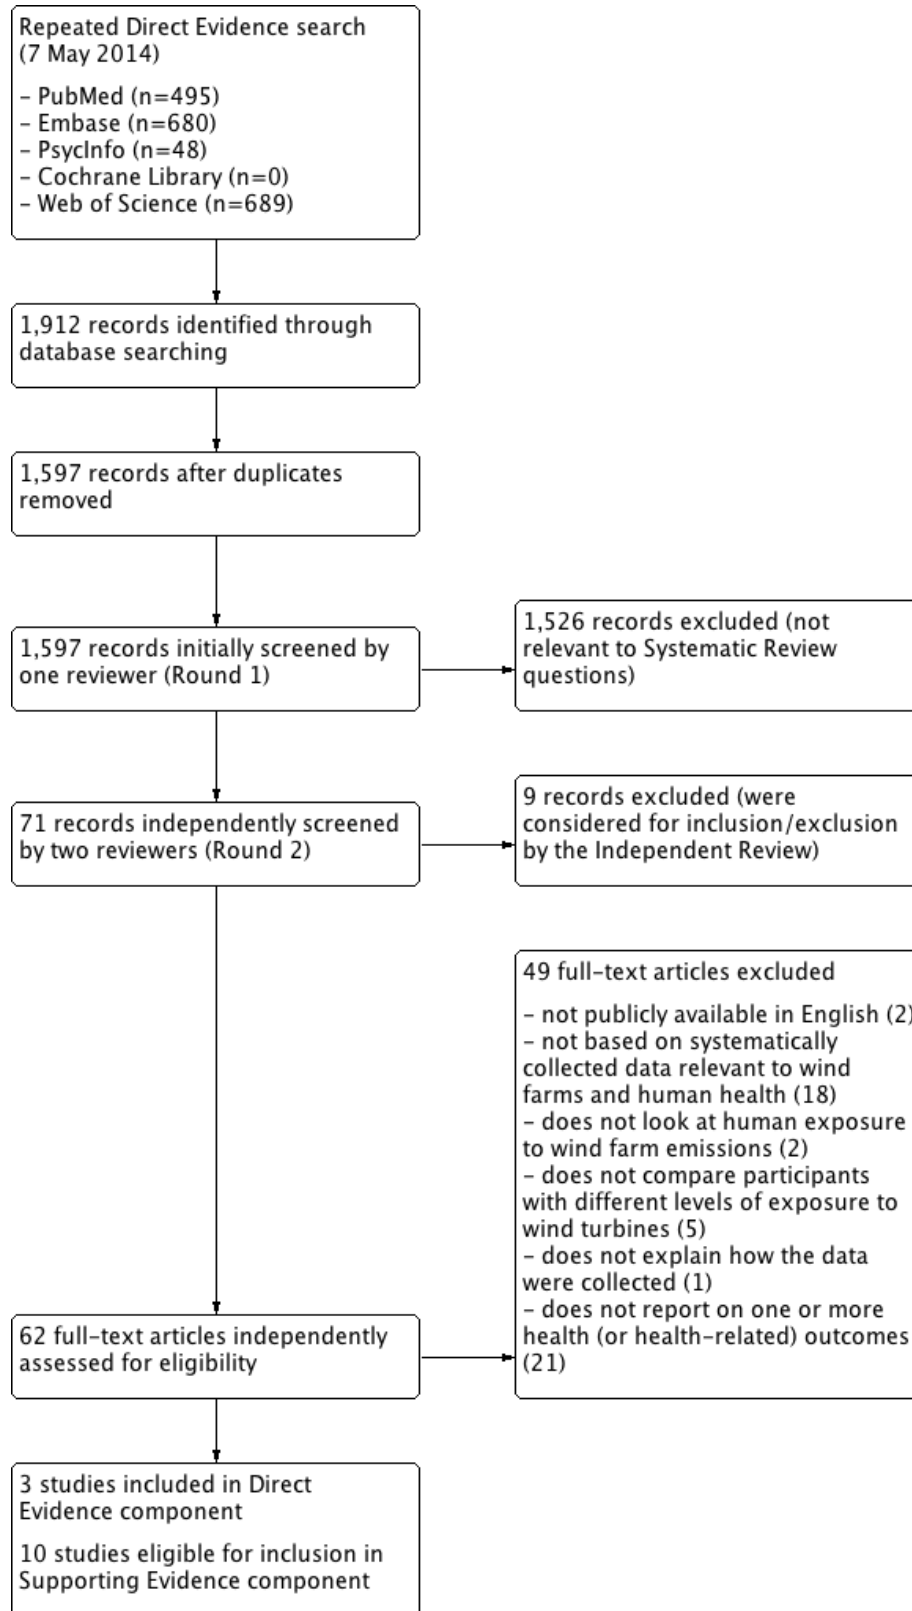 Repeated Direct Evidence search
(7 May 2014)
– PubMed (n=495)
– Embase (n=680)
– PsycInfo (n=48)
– Cochrane Library (n=0)
– Web of Science (n=689)
1,912 records identified through
database searching
1,597 records after duplicates
removed
1,597 records initially screened by
one reviewer (Round 1)
1,526 records excluded (not
relevant to Systematic Review
questions)
71 records independently screened
by two reviewers (Round 2)
9 records excluded (were
considered for inclusion/exclusion
by the Independent Review)
49 full-text articles excluded
– not publicly available in English (2)
– not based on systematically
collected data relevant to wind
farms and human health (18)
– does not look at human exposure
to wind farm emissions (2)
– does not compare participants
with different levels of exposure to
wind turbines (5)
– does not explain how the data
were collected (1)
– does not report on one or more
health (or health-related) outcomes
(21)
62 full-text articles independently
assessed for eligibility
3 studies included in Direct
Evidence component
10 studies eligible for inclusion in
Supporting Evidence component